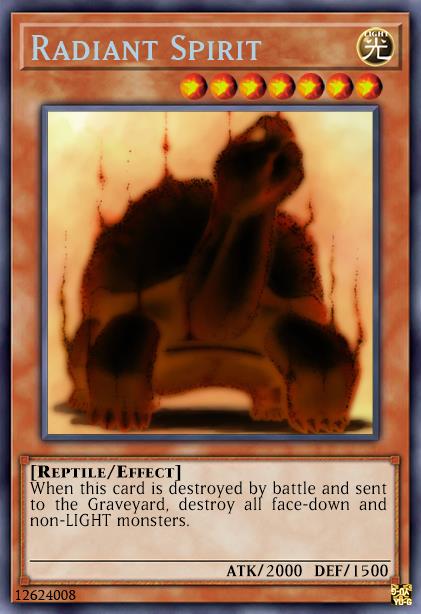 Radiant Spirit
LIGHT
光
[Reptile/Effect]
When this card is destroyed by battle and sent
to the Graveyard, destroy all face-down and
non-LIGHT monsters.
ATK/2000 DEF/1500
12624008